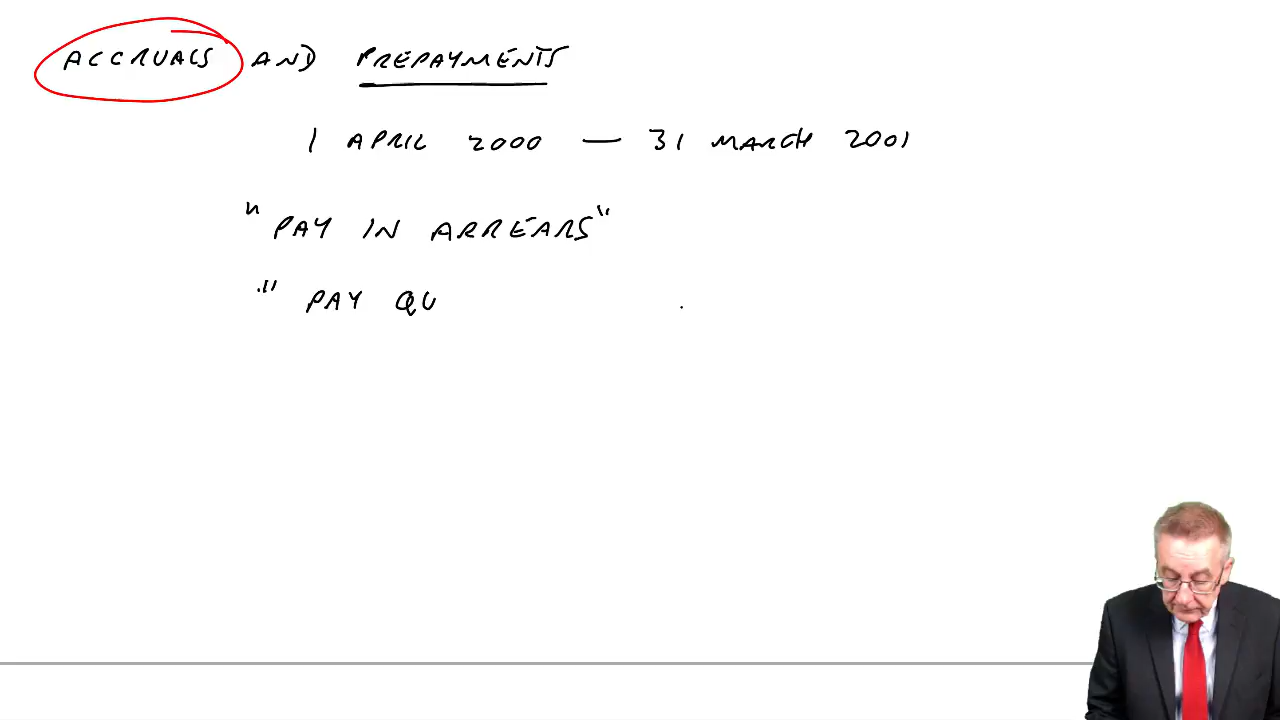 ACCRUALS AND PREPAYMENTS
1 APRIL 2000 — 31 MARCH 2001
"PAY IN ARREARS"
" PAY QU